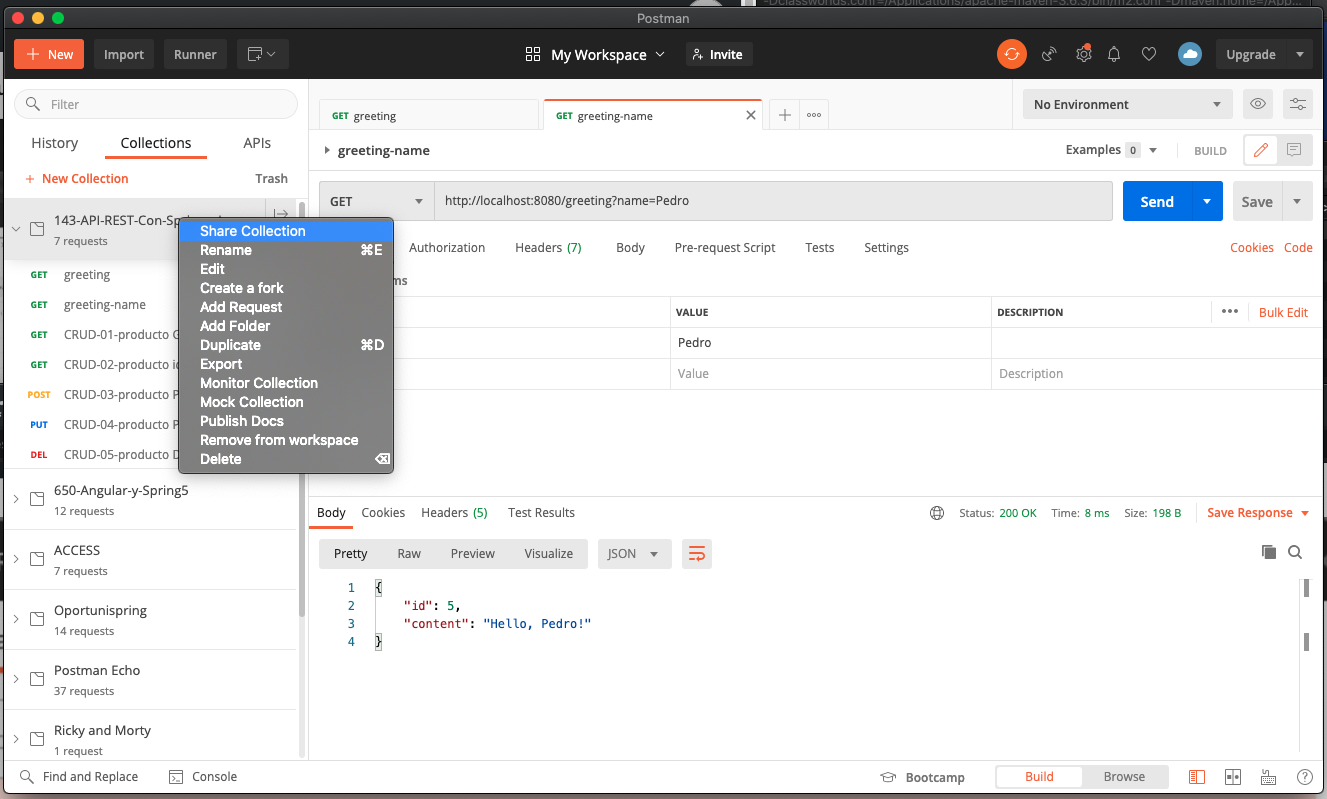 -Dclassworlds.conf=/Applications/apache-maven-3.6.3/bin/m2.conf -Dmaven.home=/App...
Postman
+ New Import Runner My Workspace Invite Upgrade
Filter
History Collections APIs
+ New Collection Trash
GET greeting GET greeting-name No Environment
greeting-name Examples 0 BUILD
143-API-REST-Con-Sp
7 requests
GET greeting
GET greeting-name
GET CRUD-01-producto G
GET CRUD-02-producto id
POST CRUD-03-producto P
PUT CRUD-04-producto P
DEL CRUD-05-producto D
650-Angular-y-Spring5
12 requests
ACCESS
7 requests
Oportunispring
14 requests
Postman Echo
37 requests
Ricky and Morty
1 request
Share Collection
Rename ⌘E
Edit
Create a fork
Add Request
Add Folder
Duplicate ⌘D
Export
Monitor Collection
Mock Collection
Publish Docs
Remove from workspace
Delete ⌫
GET http://localhost:8080/greeting?name=Pedro Send Save
Authorization Headers (7) Body Pre-request Script Tests Settings Cookies Code
ms
VALUE DESCRIPTION ••• Bulk Edit
Pedro
Value Description
Body Cookies Headers (5) Test Results Status: 200 OK Time: 8 ms Size: 198 B Save Response
Pretty Raw Preview Visualize JSON
1 {
2 "id": 5,
3 "content": "Hello, Pedro!"
4 }
Find and Replace Console Bootcamp Build Browse